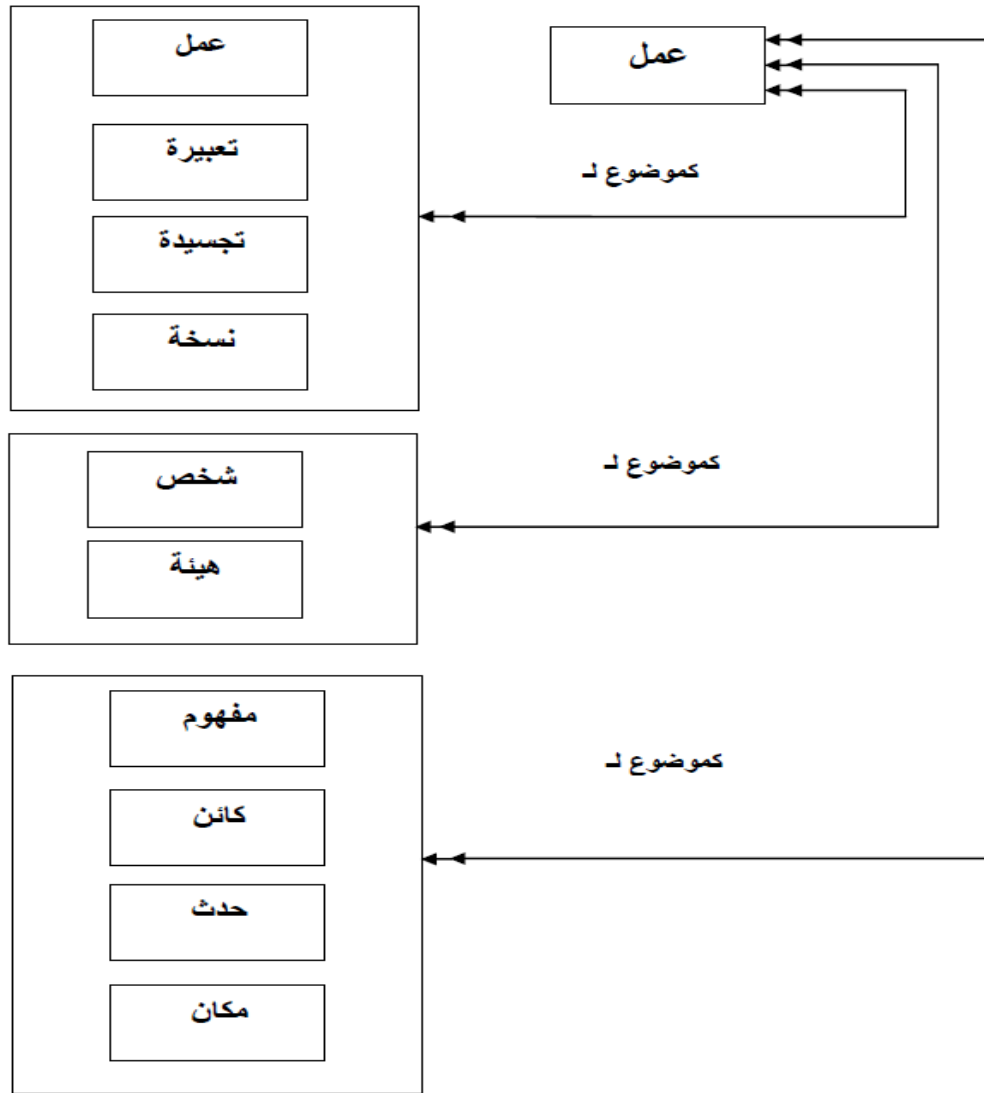 عمل
عمل
تعبيرة
كموضوع لـ
تجسيدة
نسخة
شخص
كموضوع لـ
هيئة
مفهوم
كموضوع لـ
كائن
حدث
مكان